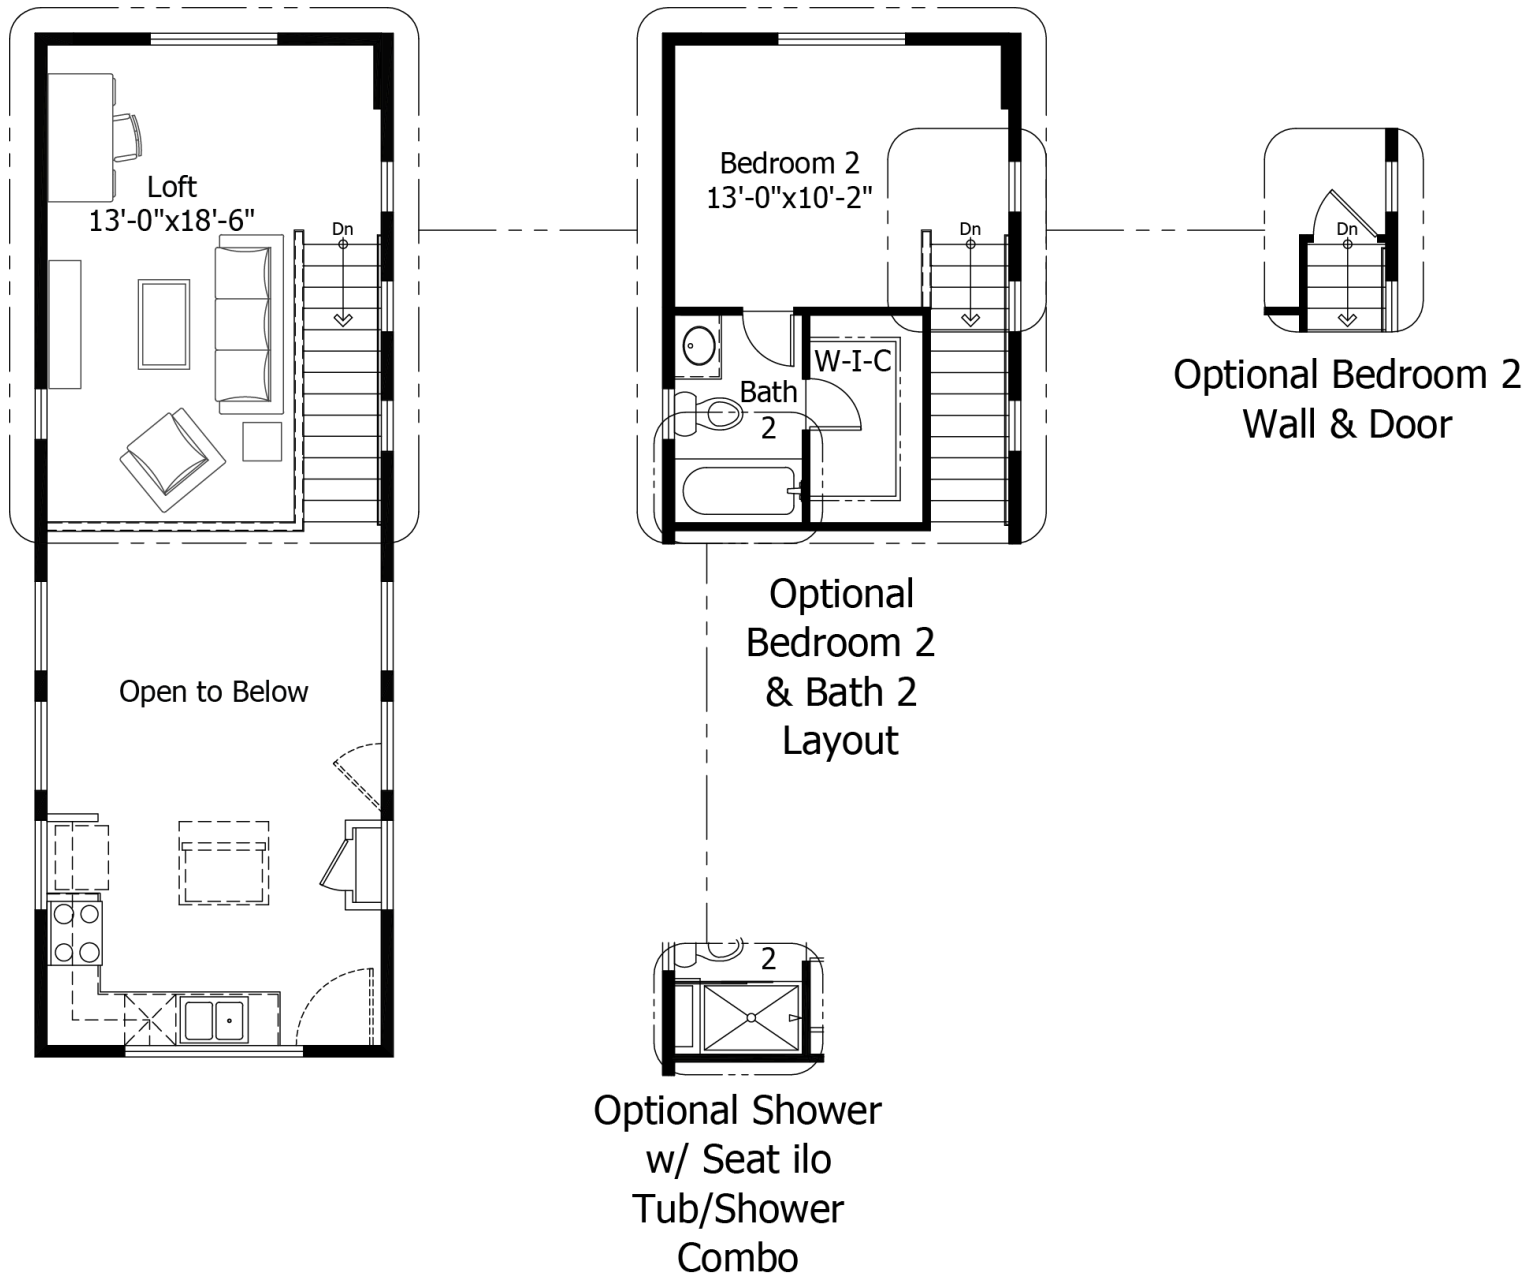 Loft
13'-0"x18'-6"
Dn
Open to Below
Bedroom 2
13'-0"x10'-2"
Dn
W-I-C
Bath
2
Optional
Bedroom 2
& Bath 2
Layout
Dn
Optional Bedroom 2
Wall & Door
2
Optional Shower
w/ Seat ilo
Tub/Shower
Combo